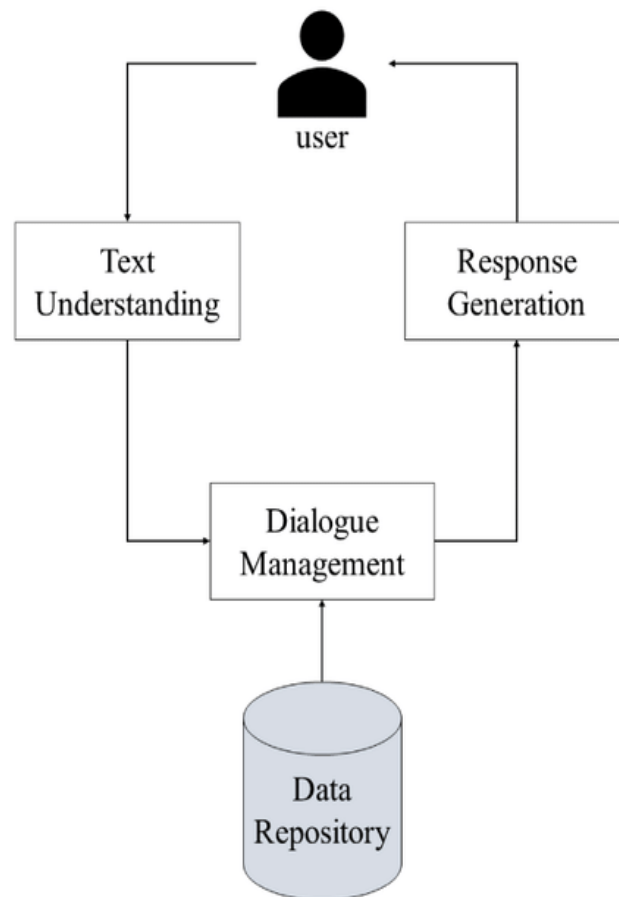 user
Text
Understanding
Response
Generation
Dialogue
Management
Data
Repository